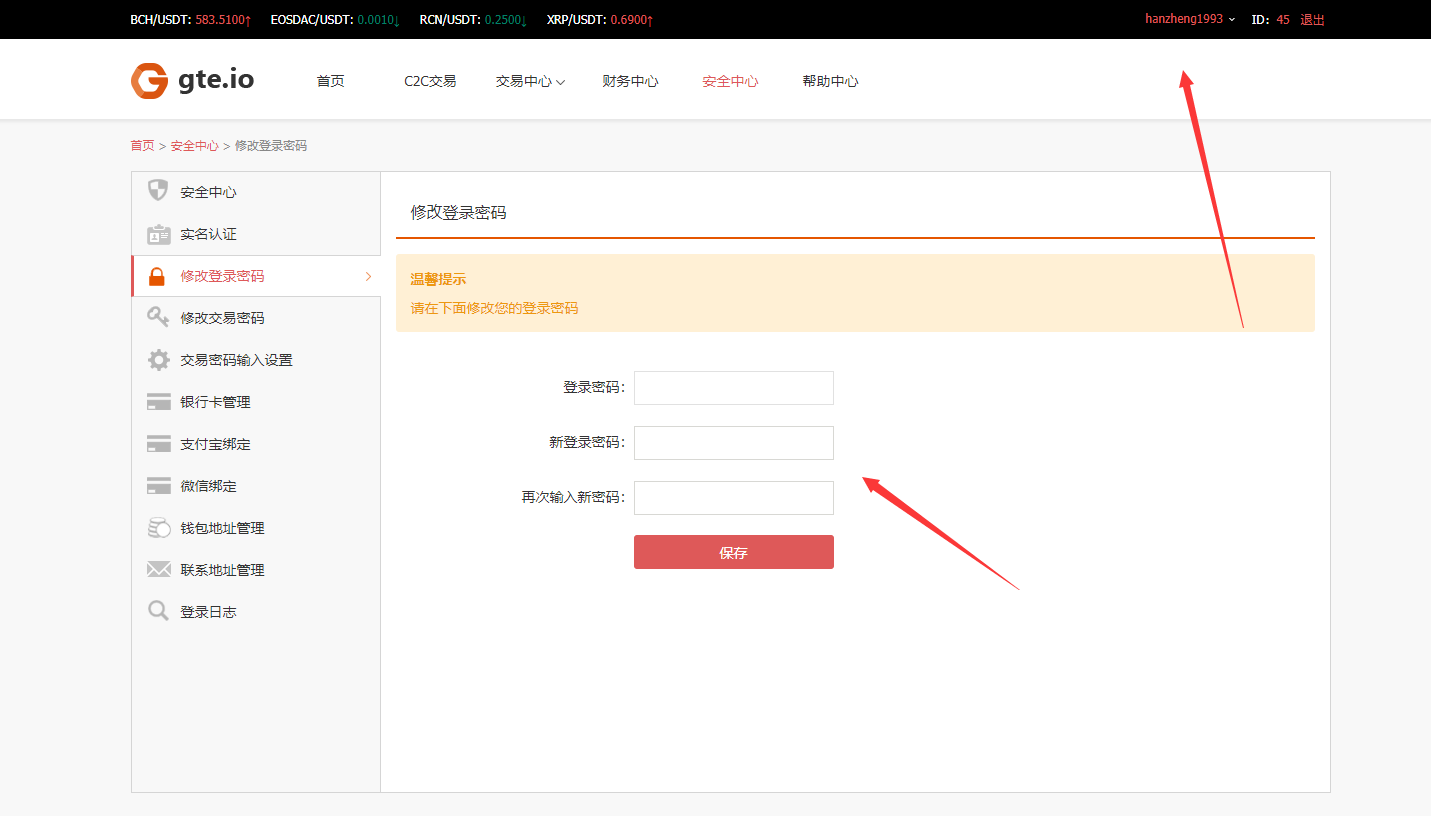 BCH/USDT: 583.5100↑ EOSDAC/USDT: 0.0010↓ RCN/USDT: 0.2500↓ XRP/USDT: 0.6900↑ hanzheng1993 ID: 45 退出
gte.io 首页 C2C交易 交易中心 财务中心 安全中心 帮助中心
首页 > 安全中心 > 修改登录密码
安全中心
实名认证
修改登录密码
修改交易密码
交易密码输入设置
银行卡管理
支付宝绑定
微信绑定
钱包地址管理
联系地址管理
登录日志
修改登录密码
温馨提示
请在下面修改您的登录密码
登录密码：
新登录密码：
再次输入新密码：
保存